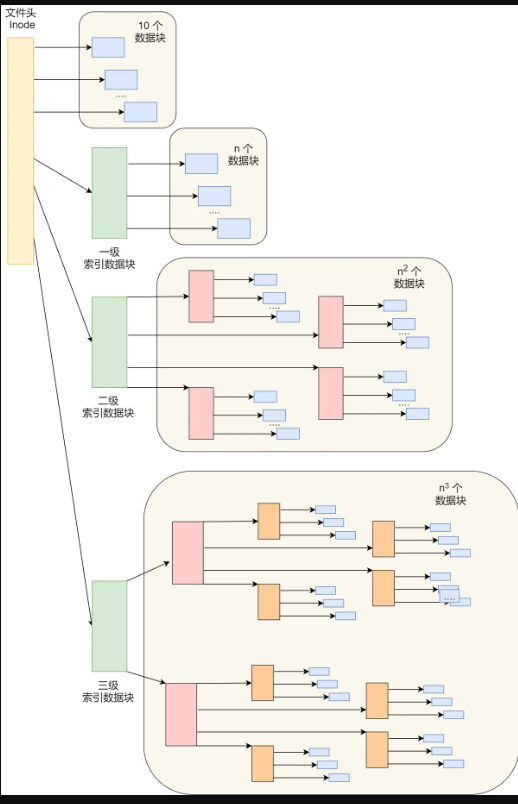 文件头
Inode
10 个
数据块
....
n 个
数据块
....
一级
索引数据块
n² 个
数据块
....
....
....
....
二级
索引数据块
n³ 个
数据块
....
三级
索引数据块